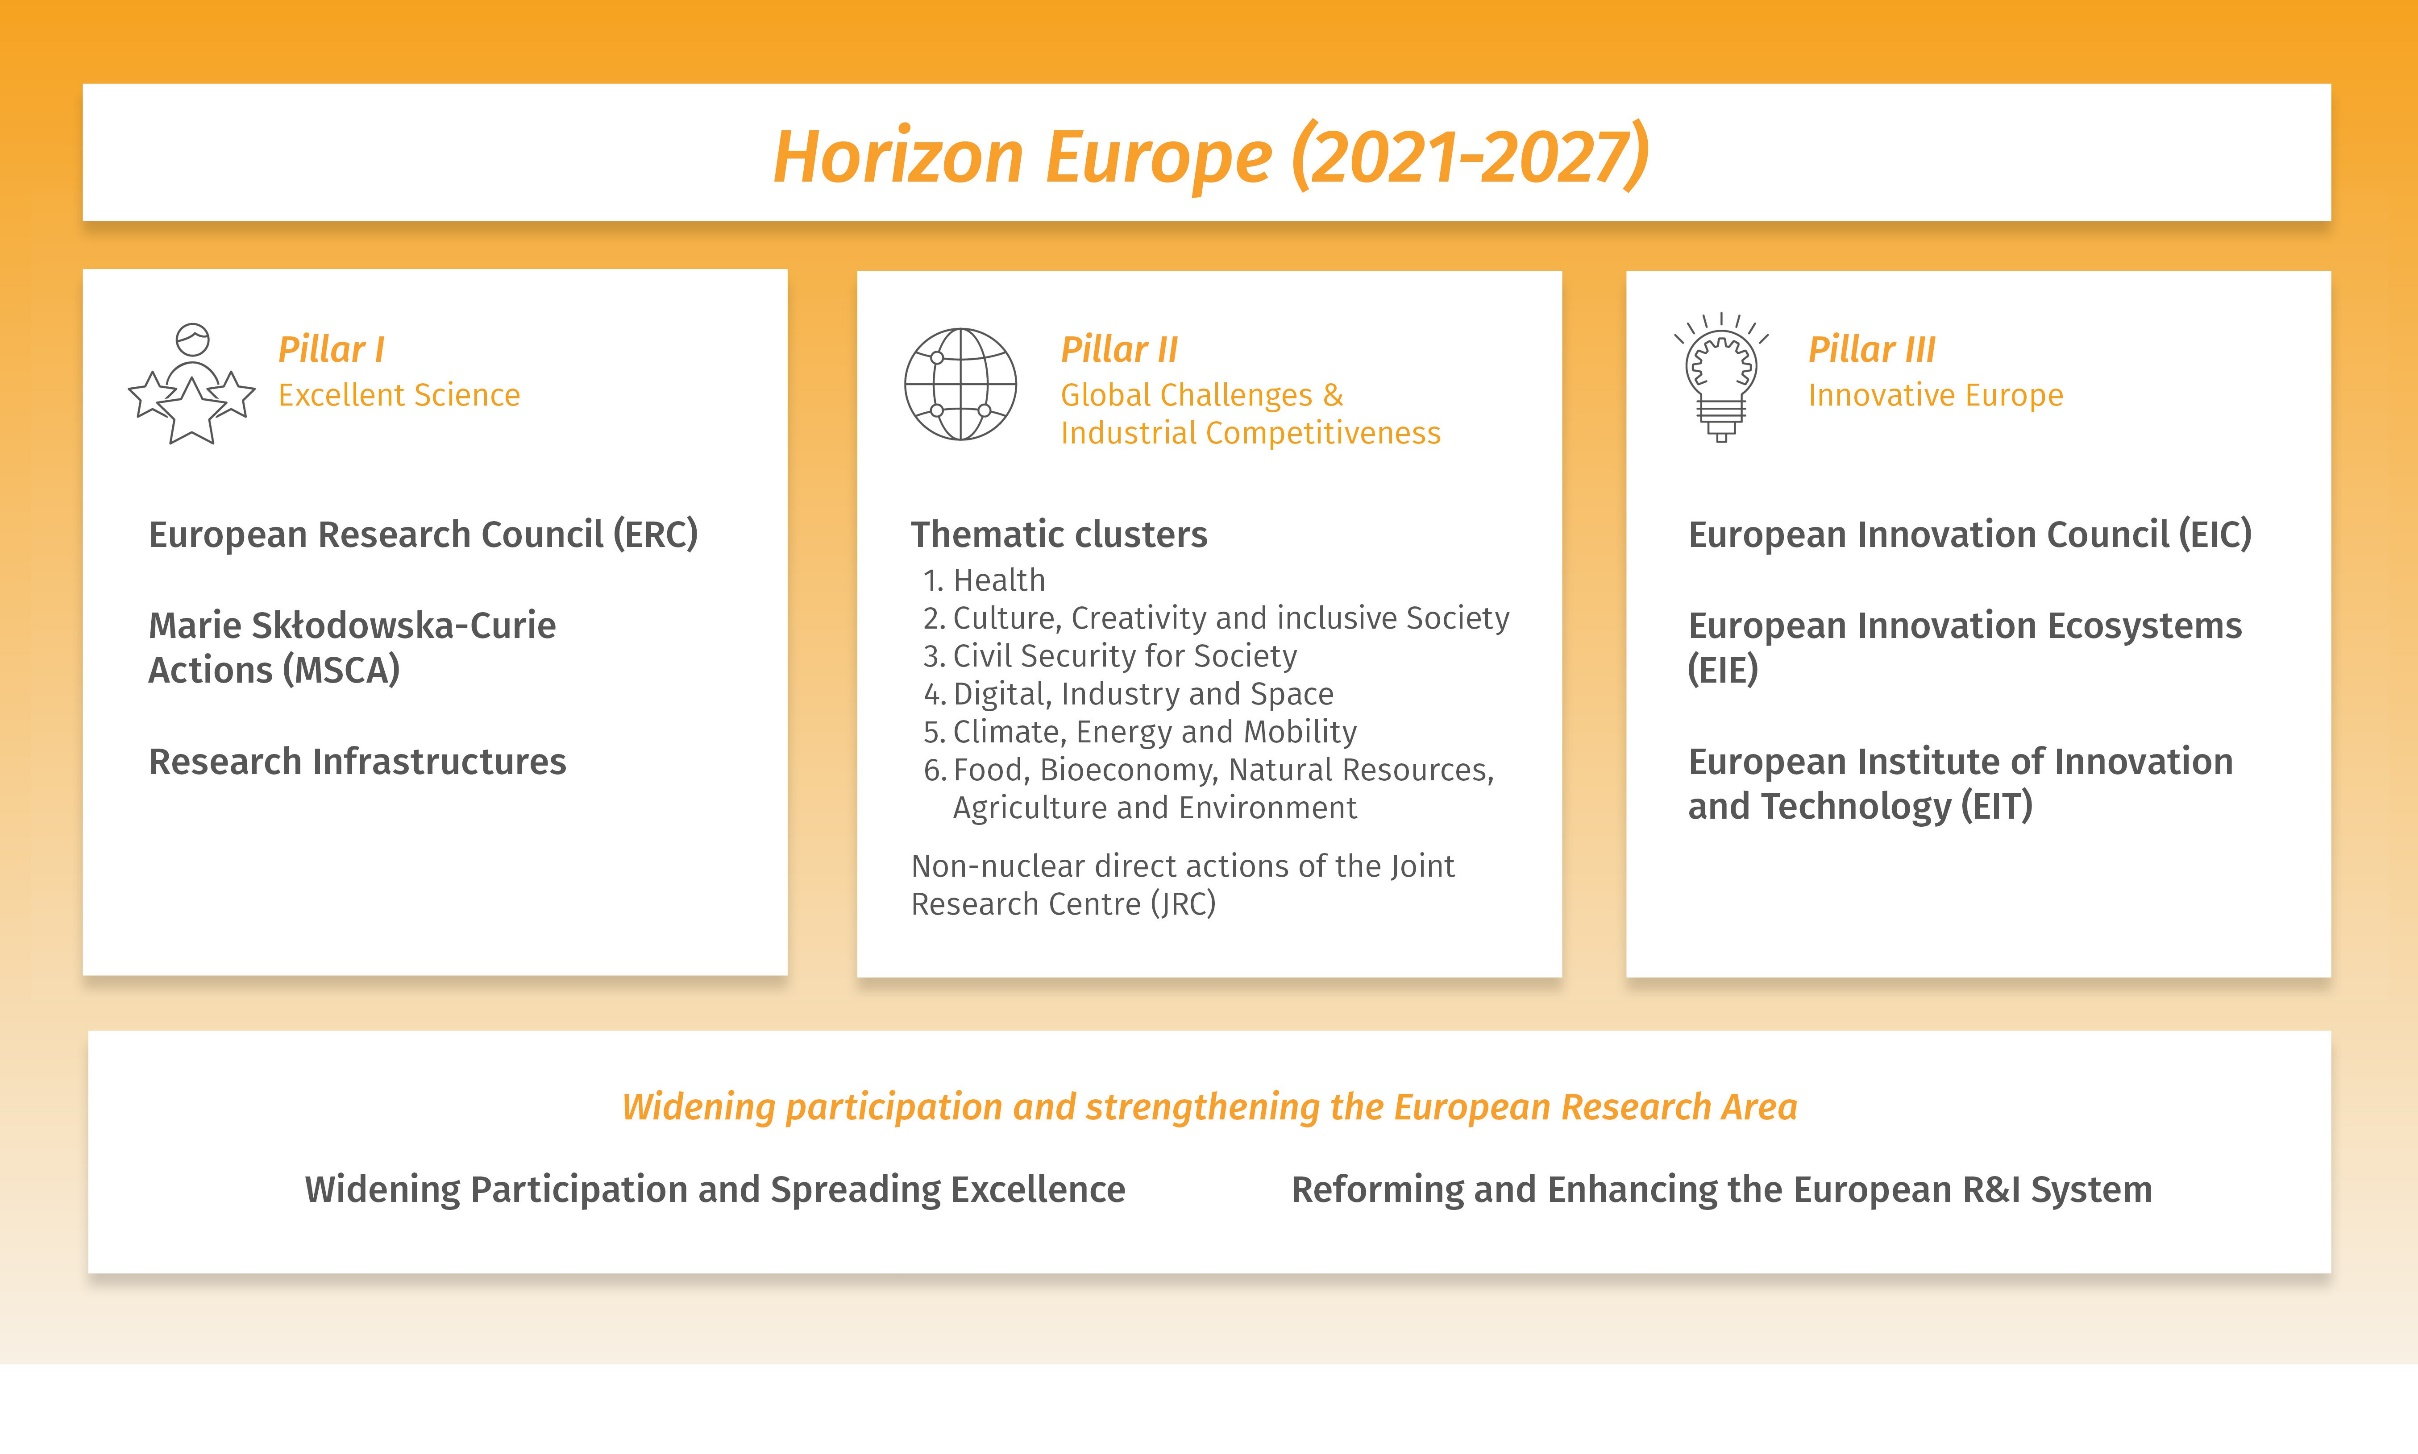 Horizon Europe (2021-2027)
Pillar I
Excellent Science
European Research Council (ERC)
Marie Skłodowska-Curie
Actions (MSCA)
Research Infrastructures
Pillar II
Global Challenges &
Industrial Competitiveness
Thematic clusters
1. Health
2. Culture, Creativity and inclusive Society
3. Civil Security for Society
4. Digital, Industry and Space
5. Climate, Energy and Mobility
6. Food, Bioeconomy, Natural Resources,
Agriculture and Environment
Non-nuclear direct actions of the Joint
Research Centre (JRC)
Pillar III
Innovative Europe
European Innovation Council (EIC)
European Innovation Ecosystems
(EIE)
European Institute of Innovation
and Technology (EIT)
Widening participation and strengthening the European Research Area
Widening Participation and Spreading Excellence
Reforming and Enhancing the European R&I System